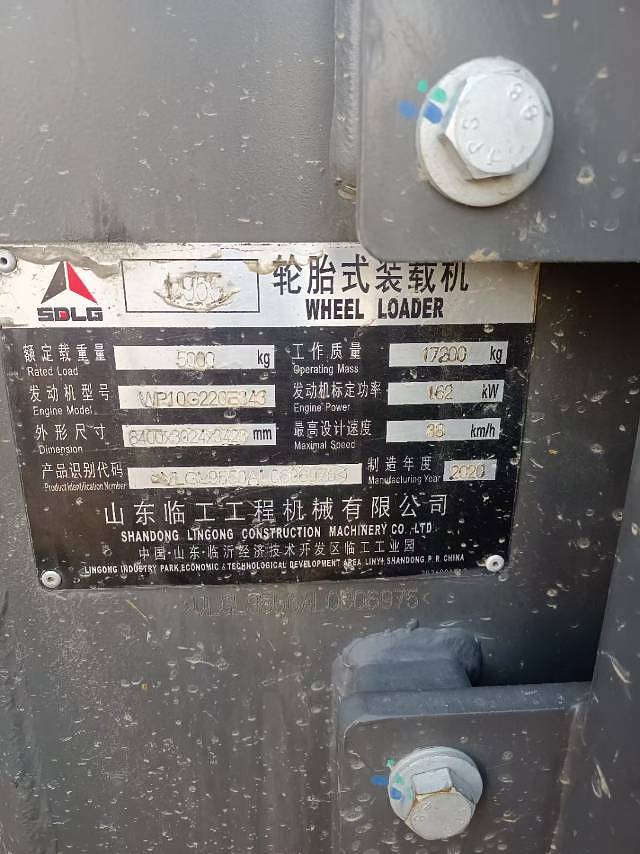 SDLG
L955
轮胎式装载机
WHEEL LOADER
额定载重量 5000 kg 工作质量 17200 kg
Rated Load Operating Mass
发动机型号 WP10G220E343 发动机标定功率 162 kW
Engine Model Engine Power
外形尺寸 mm 最高设计速度 38 km/h
Dimension Maximal Speed
产品识别代码 制造年度 2020
Product Identification Number Manufacturing Year
山东临工工程机械有限公司
SHANDONG LINGONG CONSTRUCTION MACHINERY CO.,LTD
中国·山东·临沂经济技术开发区临工工业园
LINGONG INDUSTRY PARK,ECONOMIC & TECHNOLOGICAL DEVELOPMENT AREA LINYI, SHANDONG P. R. CHINA
8.8